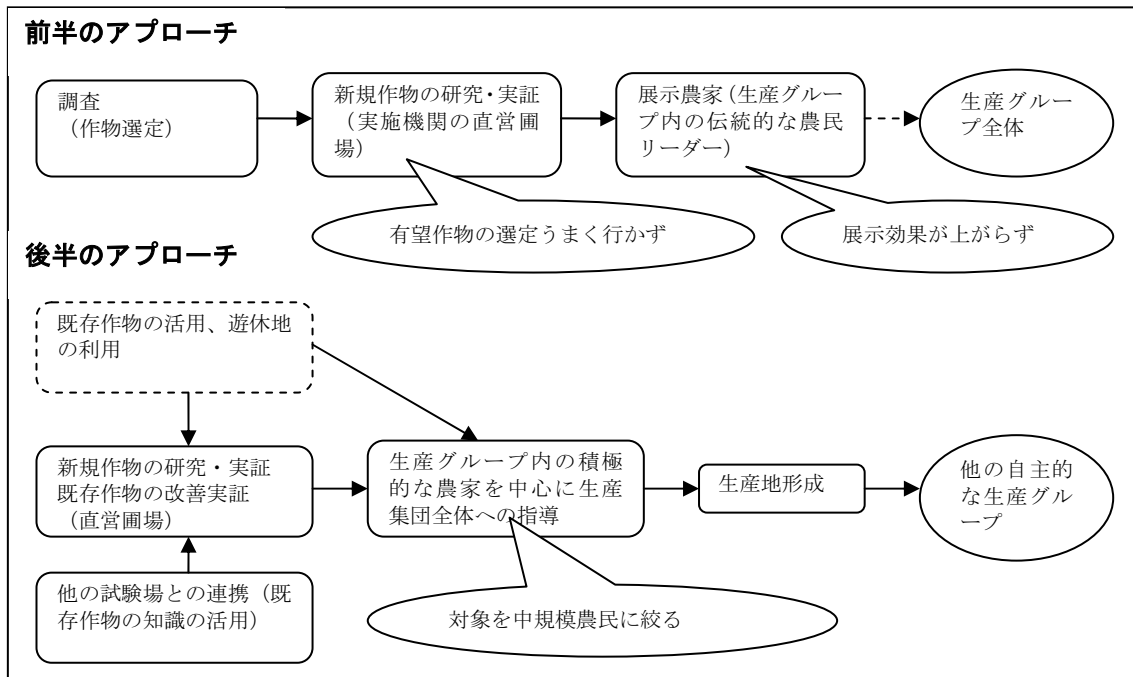 前半のアプローチ
調査
（作物選定）
新規作物の研究・実証
（実施機関の直営圃
場）
展示農家（生産グルー
プ内の伝統的な農民
リーダー）
生産グルー
プ全体
有望作物の選定うまく行かず
展示効果が上がらず
後半のアプローチ
既存作物の活用、遊休地
の利用
新規作物の研究・実証
既存作物の改善実証
（直営圃場）
生産グループ内の積極
的な農家を中心に生産
集団全体への指導
生産地形成
他の自主的
な生産グル
ープ
他の試験場との連携（既
存作物の知識の活用）
対象を中規模農民に絞る